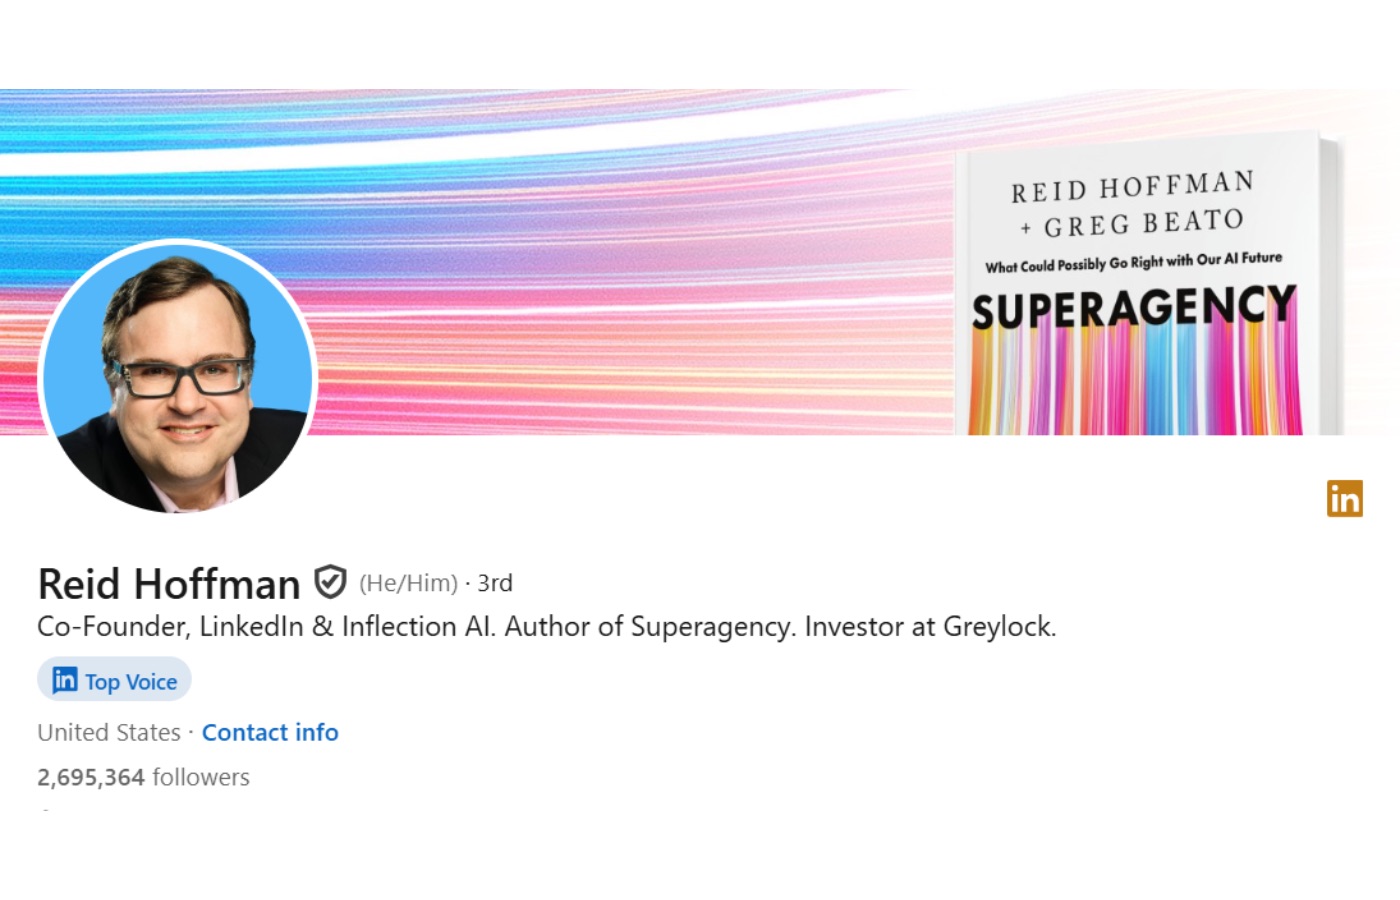 REID HOFFMAN
+ GREG BEATO
What Could Possibly Go Right with Our AI Future
SUPERAGENCY
in
Reid Hoffman (He/Him) · 3rd
Co-Founder, LinkedIn & Inflection AI. Author of Superagency. Investor at Greylock.
in Top Voice
United States · Contact info
2,695,364 followers